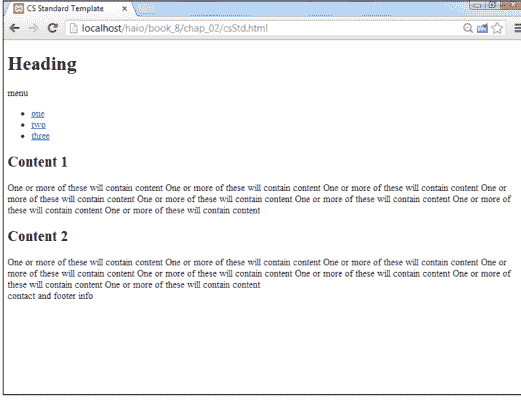 CS Standard Template
localhost/haio/book_8/chap_02/csStd.html
Heading
menu
one
two
three
Content 1
One or more of these will contain content One or more of these will contain content One or more of these will contain content One or
more of these will contain content One or more of these will contain content One or more of these will contain content One or more of
these will contain content One or more of these will contain content
Content 2
One or more of these will contain content One or more of these will contain content One or more of these will contain content One or
more of these will contain content One or more of these will contain content One or more of these will contain content One or more of
these will contain content One or more of these will contain content
contact and footer info